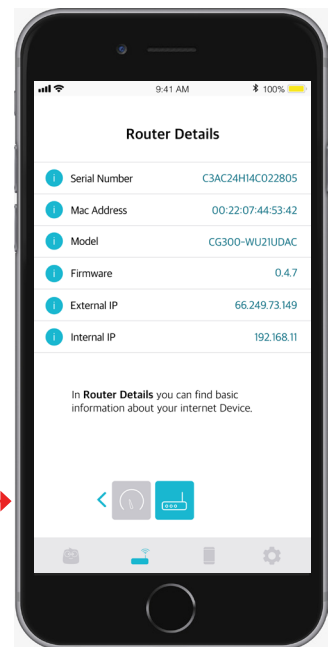 9:41 AM
100%
Router Details
Serial Number C3AC24H14C022805
Mac Address 00:22:07:44:53:42
Model CG300-WU21UDAC
Firmware 0.4.7
External IP 66.249.73.149
Internal IP 192.168.11
In Router Details you can find basic
information about your internet Device.